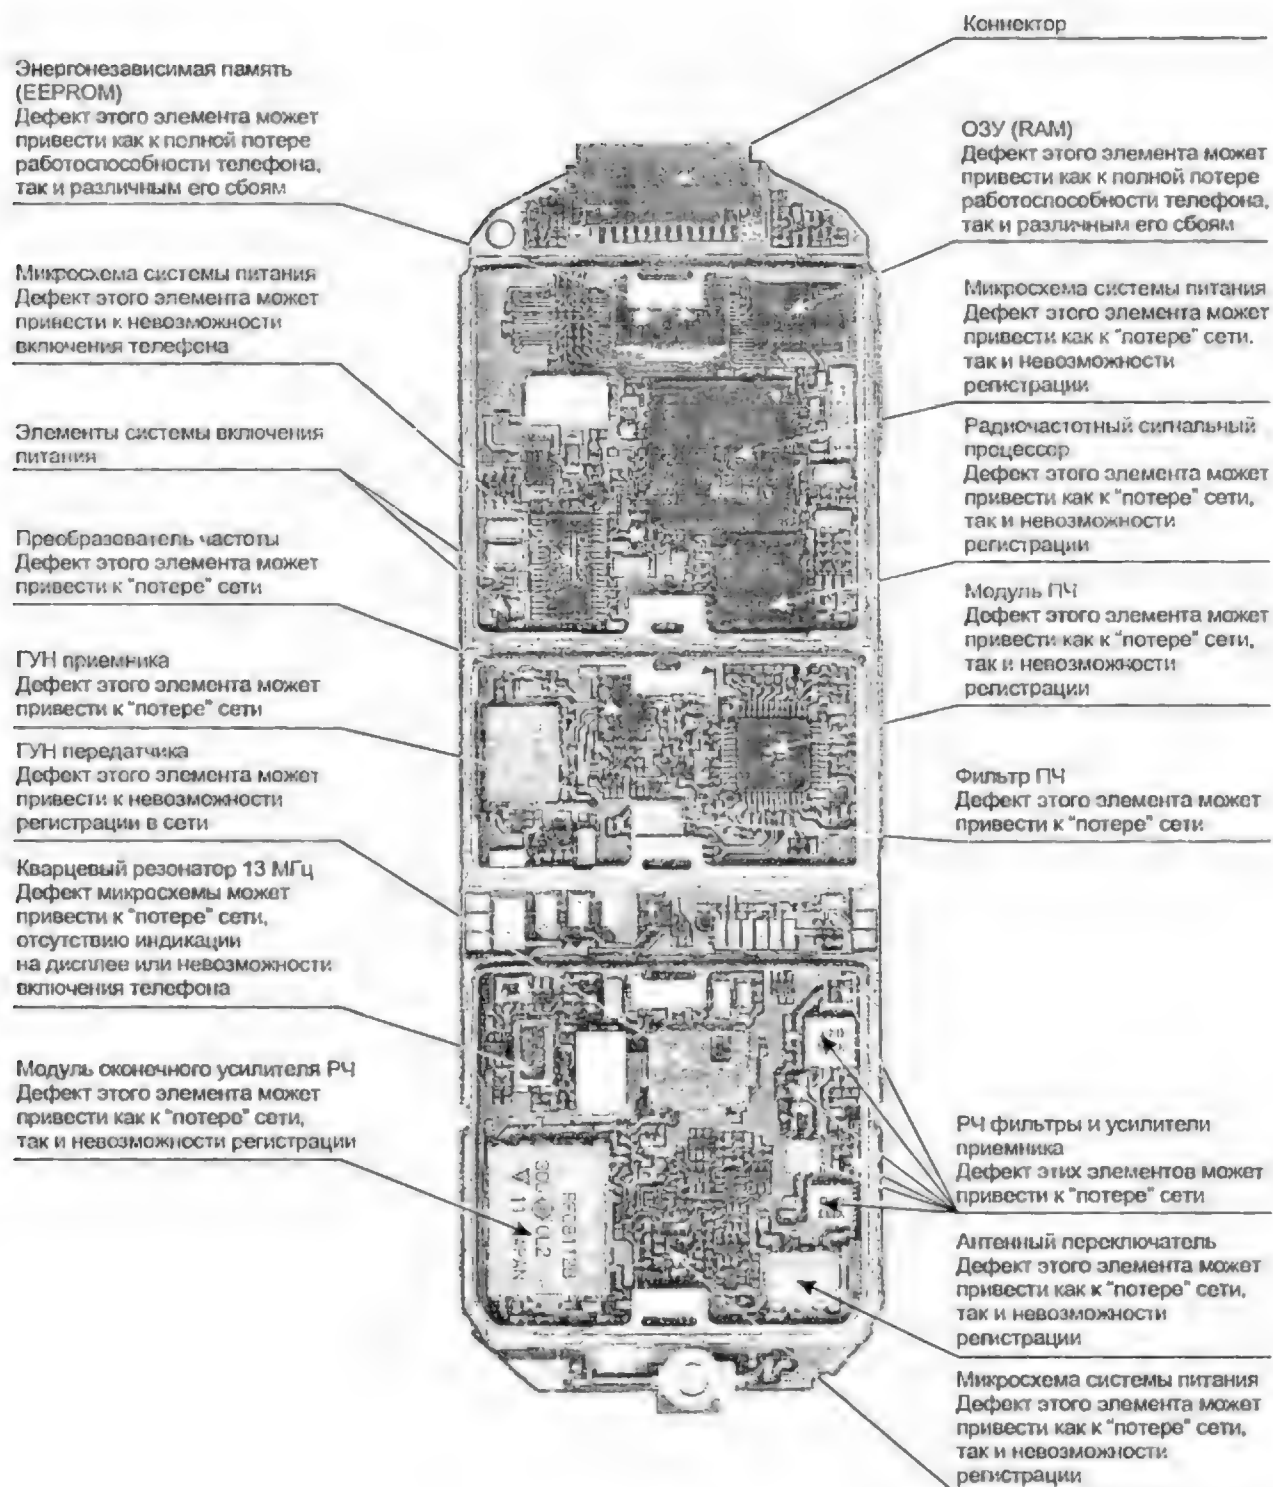 Энергонезависимая память
(EEPROM)
Дефект этого элемента может
привести как к полной потере
работоспособности телефона,
так и различным его сбоям
Микросхема системы питания
Дефект этого элемента может
привести к невозможности
включения телефона
Элементы системы включения
питания
Преобразователь частоты
Дефект этого элемента может
привести к "потере" сети
ГУН приемника
Дефект этого элемента может
привести к "потере" сети
ГУН передатчика
Дефект этого элемента может
привести к невозможности
регистрации в сети
Кварцевый резонатор 13 МГц
Дефект микросхемы может
привести к "потере" сети,
отсутствию индикации
на дисплее или невозможности
включения телефона
Модуль оконечного усилителя РЧ
Дефект этого элемента может
привести как к "потере" сети,
так и невозможности регистрации
Коннектор
ОЗУ (RAM)
Дефект этого элемента может
привести как к полной потере
работоспособности телефона,
так и различным его сбоям
Микросхема системы питания
Дефект этого элемента может
привести как к "потере" сети.
так и невозможности
регистрации
Радиочастотный сигнальный
процессор
Дефект этого элемента может
привести как к "потере" сети,
так и невозможности
регистрации
Модуль ПЧ
Дефект этого элемента может
привести как к "потере" сети,
так и невозможности
регистрации
Фильтр ПЧ
Дефект этого элемента может
привести к "потере" сети
РЧ фильтры и усилители
приемника
Дефект этих элементов может
привести к "потере" сети
Антенный переключатель
Дефект этого элемента может
привести как к "потере" сети,
так и невозможности
регистрации
Микросхема системы питания
Дефект этого элемента может
привести как к "потере" сети,
так и невозможности
регистрации